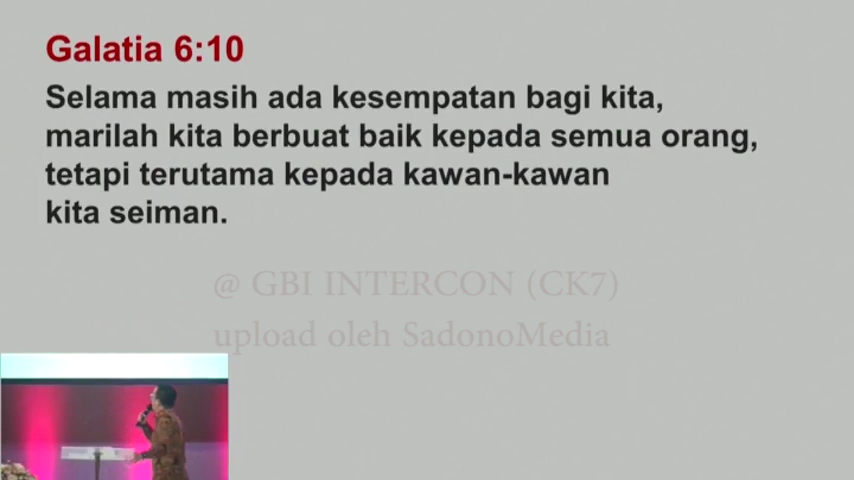 Galatia 6:10
Selama masih ada kesempatan bagi kita,
marilah kita berbuat baik kepada semua orang,
tetapi terutama kepada kawan-kawan
kita seiman.
@ GBI INTERCON (CK7)
upload oleh SadonoMedia